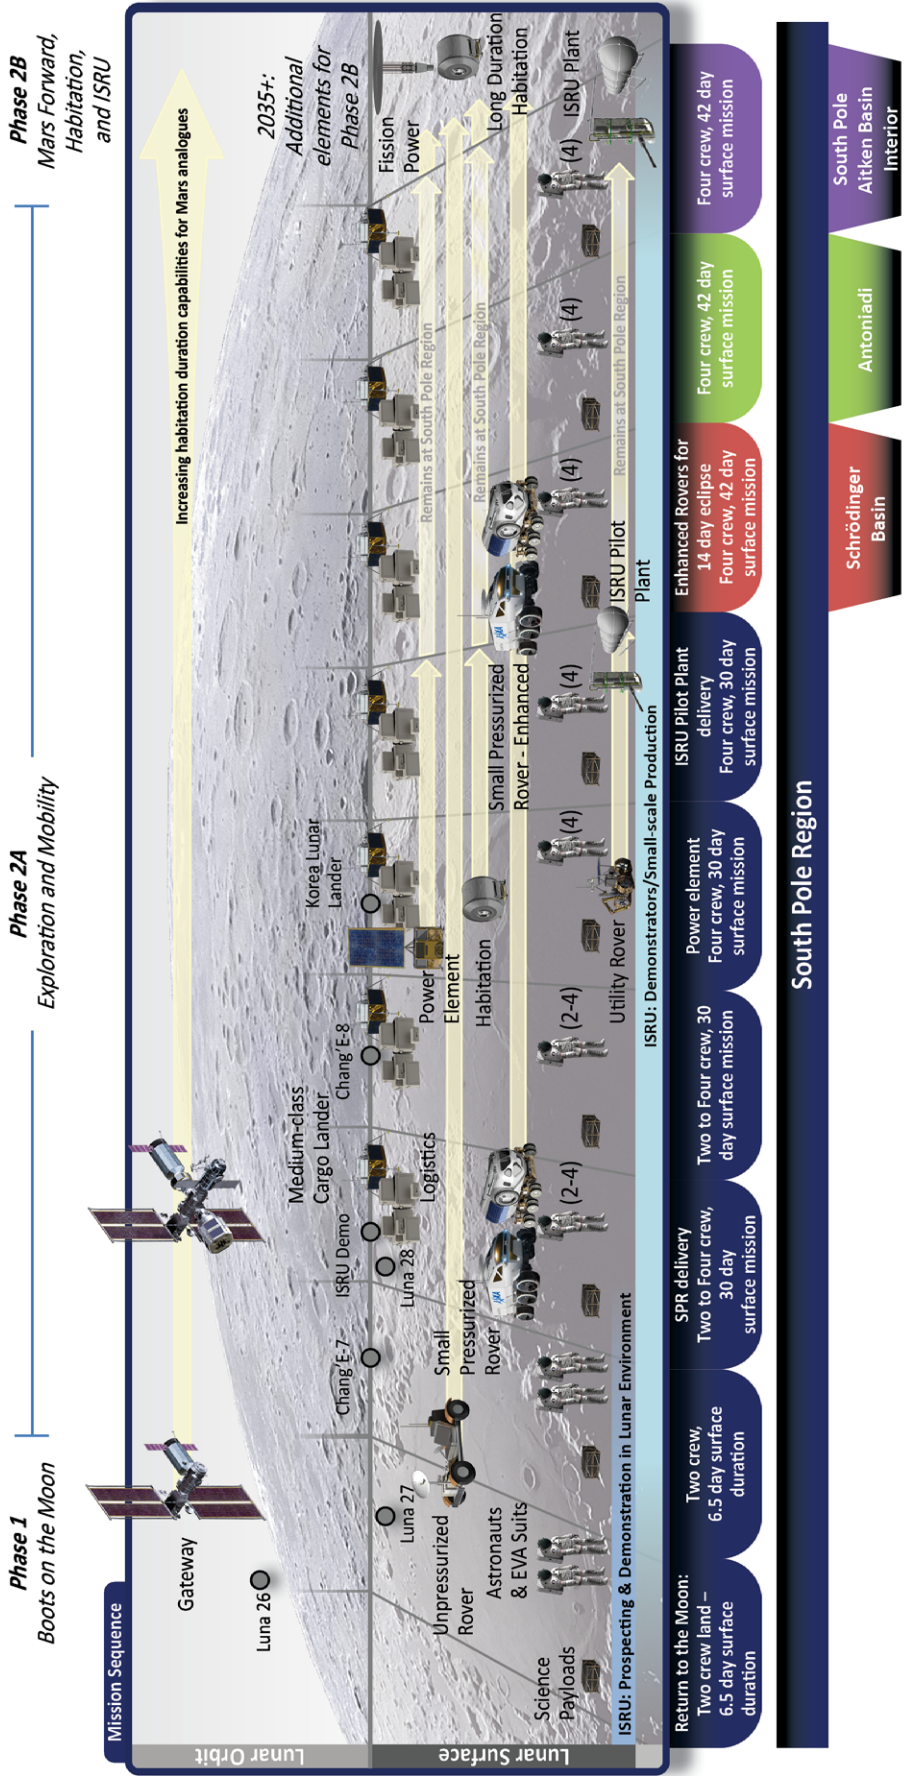 Phase 1
Boots on the Moon
Phase 2A
Exploration and Mobility
Phase 2B
Mars Forward,
Habitation,
and ISRU
Mission Sequence
Lunar Orbit
Gateway
Increasing habitation duration capabilities for Mars analogues
Luna 26
2035+:
Additional
elements for
Phase 2B
Lunar Surface
Chang'E-7
ISRU Demo
Medium-class
Cargo Lander
Chang'E-8
Korea Lunar
Lander
Luna 27
Luna 28
Logistics
Power
Element
Remains at South Pole Region
Fission
Power
Unpressurized
Rover
Small
Pressurized
Rover
Habitation
Remains at South Pole Region
Long Duration
Habitation
Small Pressurized
Rover - Enhanced
Astronauts
& EVA Suits
(2-4)
(2-4)
(4)
(4)
(4)
(4)
(4)
Science
Payloads
Utility Rover
ISRU Pilot
Plant
Remains at South Pole Region
ISRU Plant
ISRU: Prospecting & Demonstration in Lunar Environment
ISRU: Demonstrators/Small-scale Production
Return to the Moon:
Two crew land –
6.5 day surface
duration
Two crew,
6.5 day surface
duration
SPR delivery
Two to Four crew,
30 day
surface mission
Two to Four crew, 30
day surface mission
Power element
Four crew, 30 day
surface mission
ISRU Pilot Plant
delivery
Four crew, 30 day
surface mission
Enhanced Rovers for
14 day eclipse
Four crew, 42 day
surface mission
Four crew, 42 day
surface mission
Four crew, 42 day
surface mission
South Pole Region
Schrödinger
Basin
Antoniadi
South Pole
Aitken Basin
Interior